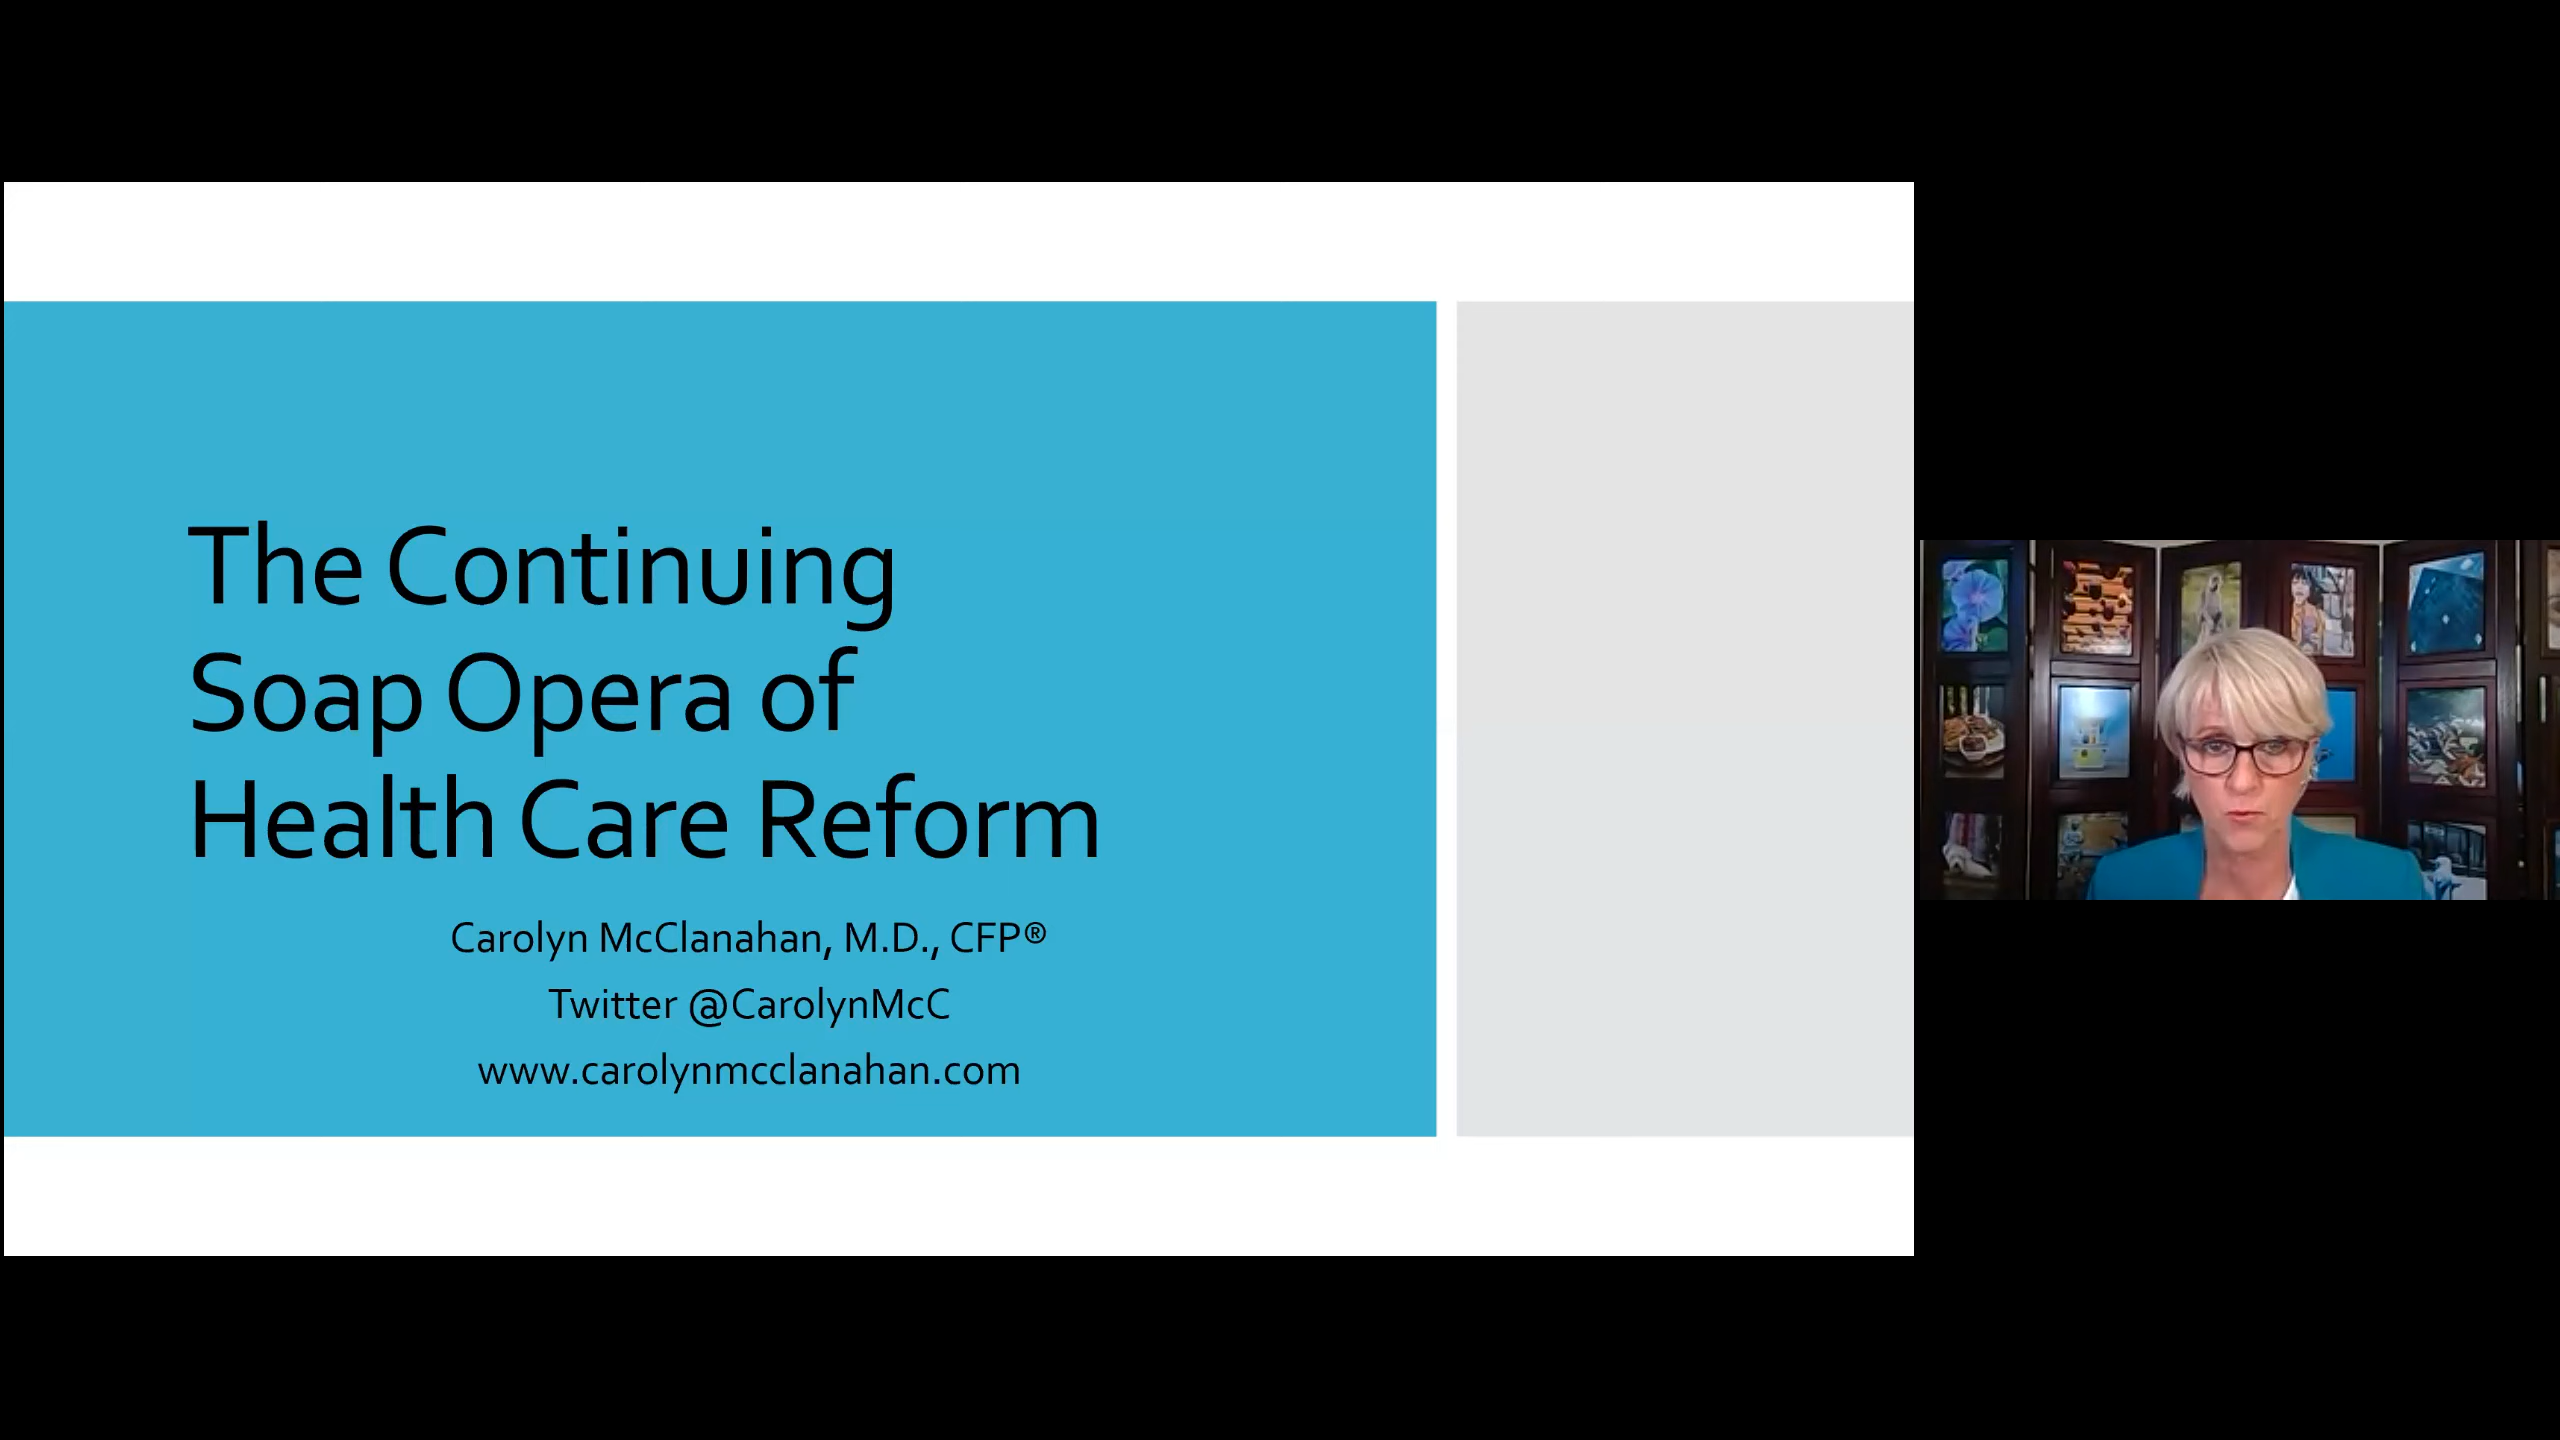 The Continuing
Soap Opera of
Health Care Reform
Carolyn McClanahan, M.D., CFP®
Twitter @CarolynMcC
www.carolynmcclanahan.com